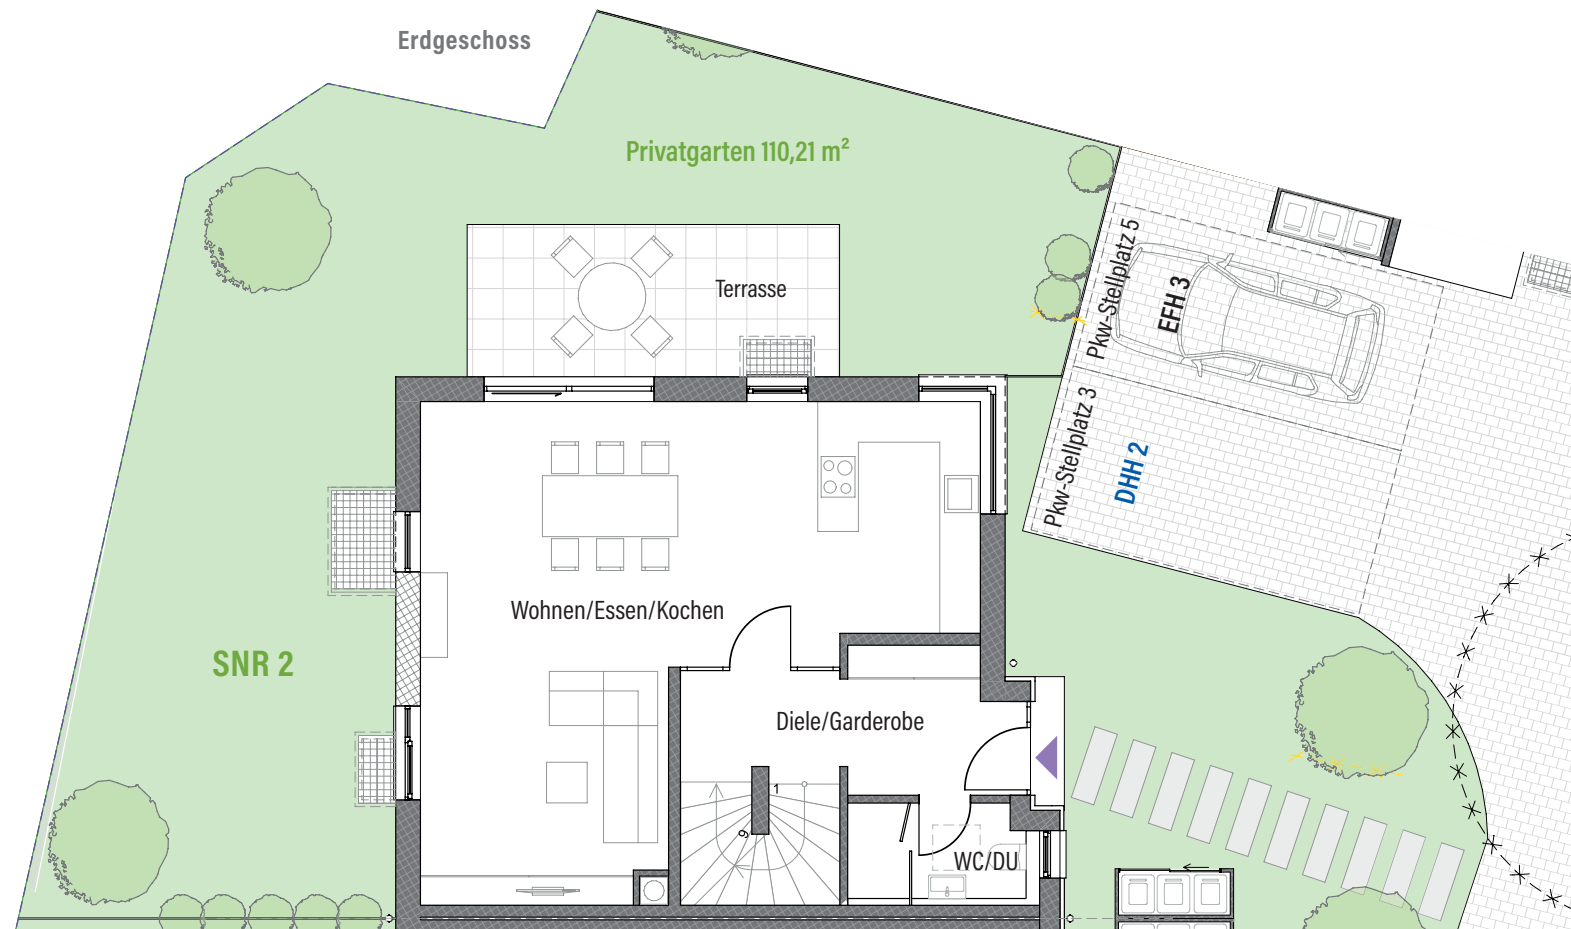 Erdgeschoss
Privatgarten 110,21 m²
Terrasse
Pkw-Stellplatz 5
EFH 3
Pkw-Stellplatz 3
DHH 2
Wohnen/Essen/Kochen
SNR 2
Diele/Garderobe
1
9
WC/DU